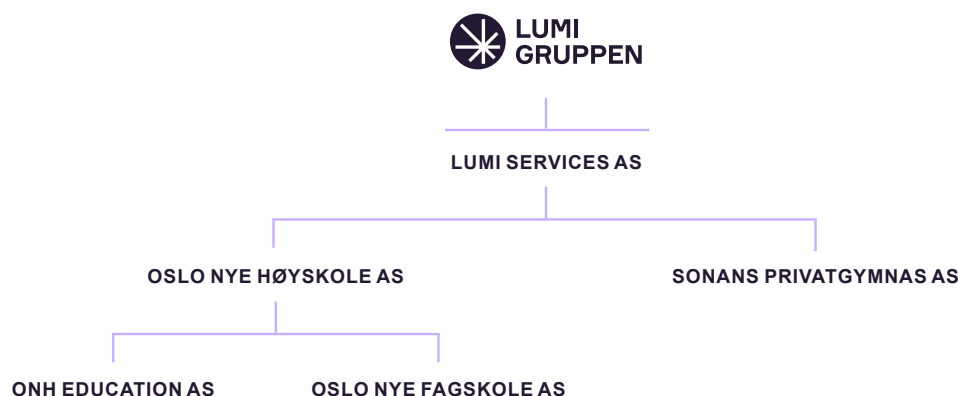 LUMI
GRUPPEN
LUMI SERVICES AS
OSLO NYE HØYSKOLE AS
SONANS PRIVATGYMNAS AS
ONH EDUCATION AS
OSLO NYE FAGSKOLE AS